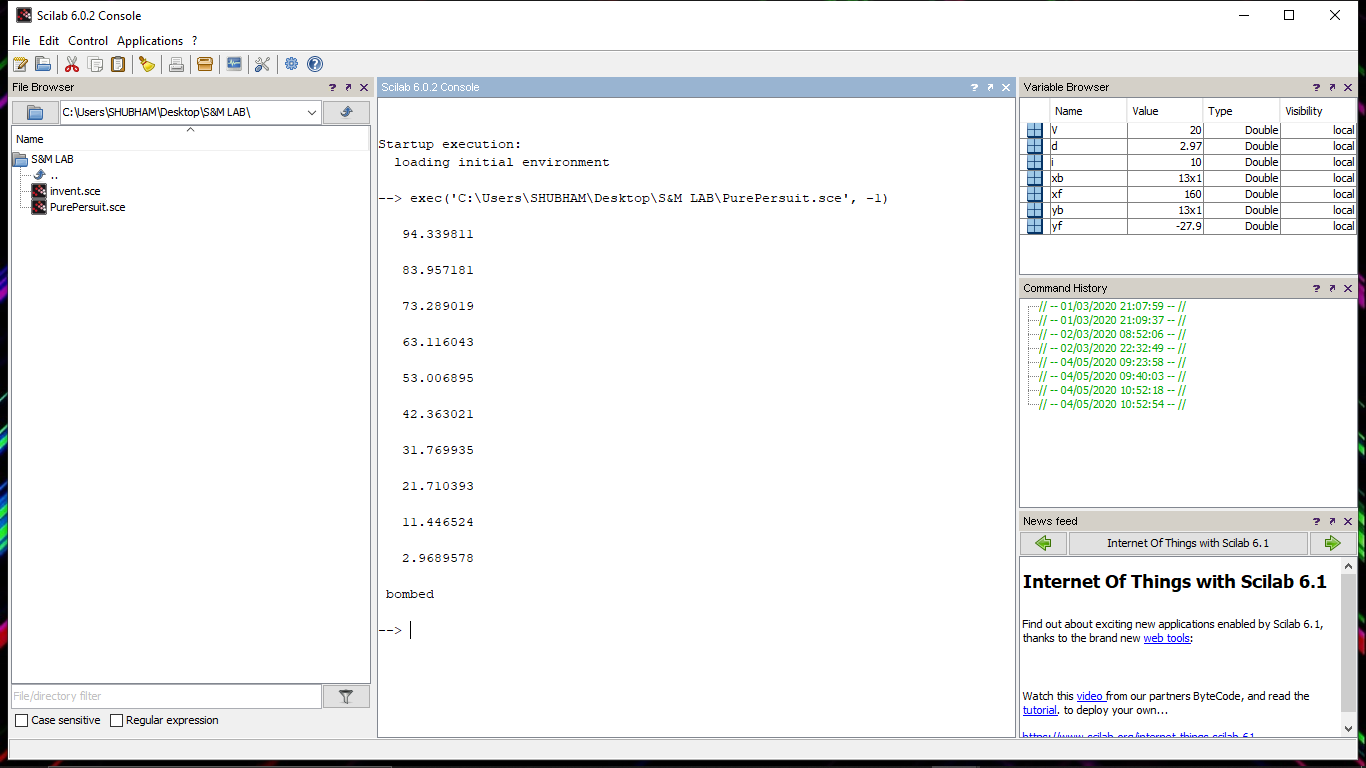 Scilab 6.0.2 Console
File Edit Control Applications ?
File Browser ? ↗ ×
C:\Users\SHUBHAM\Desktop\S&M LAB\
Name
S&M LAB
..
invent.sce
PurePersuit.sce
File/directory filter
Case sensitive Regular expression
Scilab 6.0.2 Console ? ↗ ×
Startup execution:
loading initial environment
--> exec('C:\Users\SHUBHAM\Desktop\S&M LAB\PurePersuit.sce', -1)
94.339811
83.957181
73.289019
63.116043
53.006895
42.363021
31.769935
21.710393
11.446524
2.9689578
bombed
-->
Variable Browser ? ↗ ×
Name Value Type Visibility
V 20 Double local
d 2.97 Double local
i 10 Double local
xb 13x1 Double local
xf 160 Double local
yb 13x1 Double local
yf -27.9 Double local
Command History ? ↗ ×
// -- 01/03/2020 21:07:59 -- //
// -- 01/03/2020 21:09:37 -- //
// -- 02/03/2020 08:52:06 -- //
// -- 02/03/2020 22:32:49 -- //
// -- 04/05/2020 09:23:58 -- //
// -- 04/05/2020 09:40:03 -- //
// -- 04/05/2020 10:52:18 -- //
// -- 04/05/2020 10:52:54 -- //
News feed ? ↗ ×
Internet Of Things with Scilab 6.1
Internet Of Things with Scilab 6.1
Find out about exciting new applications enabled by Scilab 6.1,
thanks to the brand new web tools:
Watch this video from our partners ByteCode, and read the
tutorial. to deploy your own...
https://www.scilab.org/internet-things-scilab-61